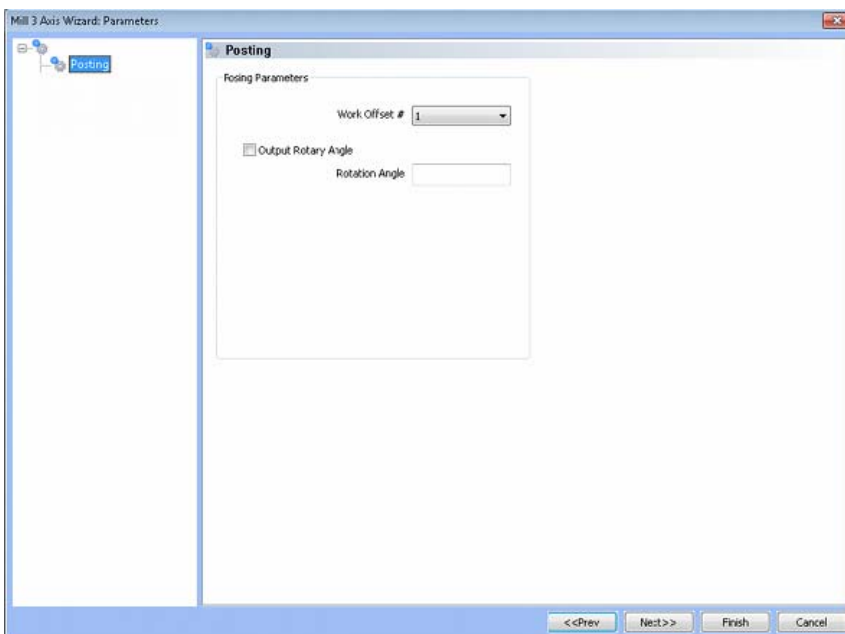 Mill 3 Axis Wizard: Parameters
Posting
Posting
Posing Parameters
Work Offset # 1
Output Rotary Angle
Rotation Angle
<<Prev Next>> Finish Cancel